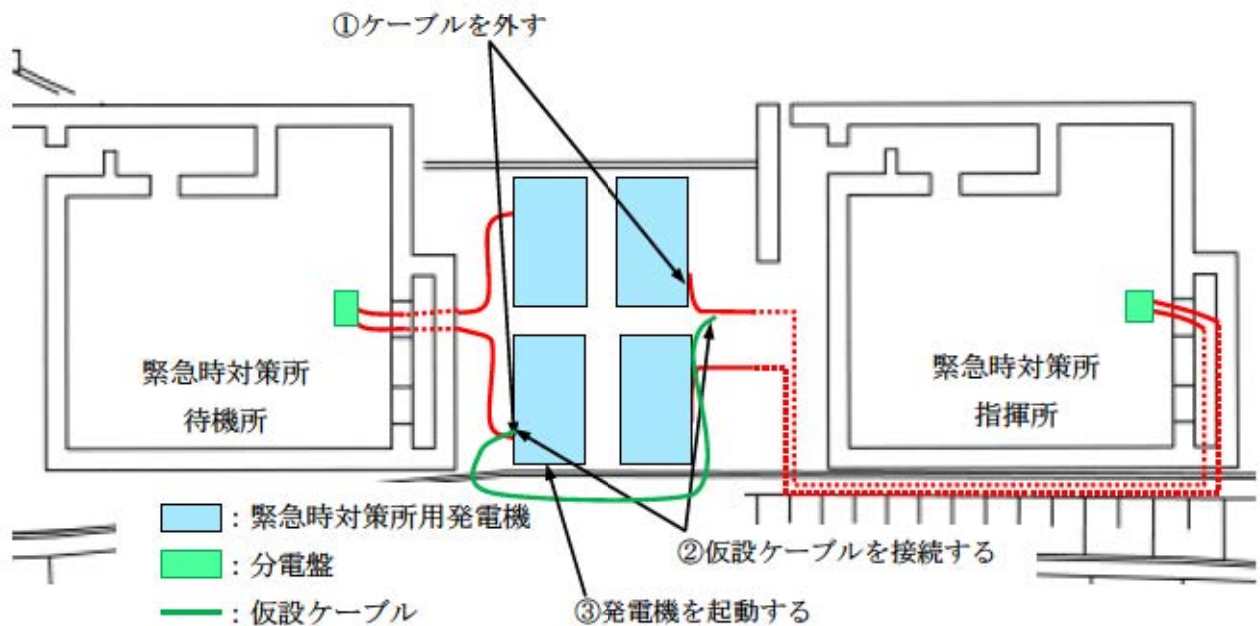 ①ケーブルを外す
緊急時対策所
待機所
緊急時対策所
指揮所
：緊急時対策所用発電機
②仮設ケーブルを接続する
：分電盤
：仮設ケーブル
③発電機を起動する